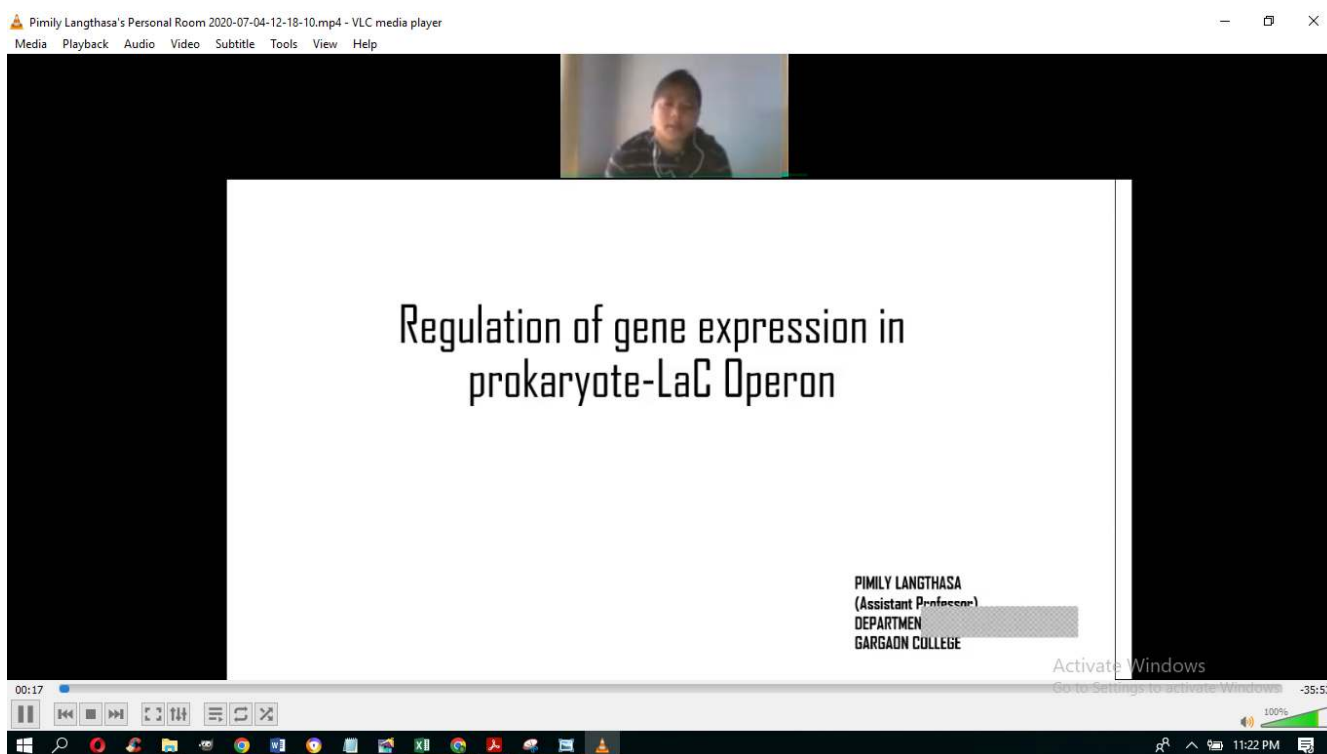 Pimily Langthasa's Personal Room 2020-07-04-12-18-10.mp4 - VLC media player
Media Playback Audio Video Subtitle Tools View Help
Regulation of gene expression in
prokaryote-LaC Operon
PIMILY LANGTHASA
(Assistant Professor)
DEPARTMEN
GARGAON COLLEGE
Activate Windows
Go to Settings to activate Windows.
00:17
100%
11:22 PM